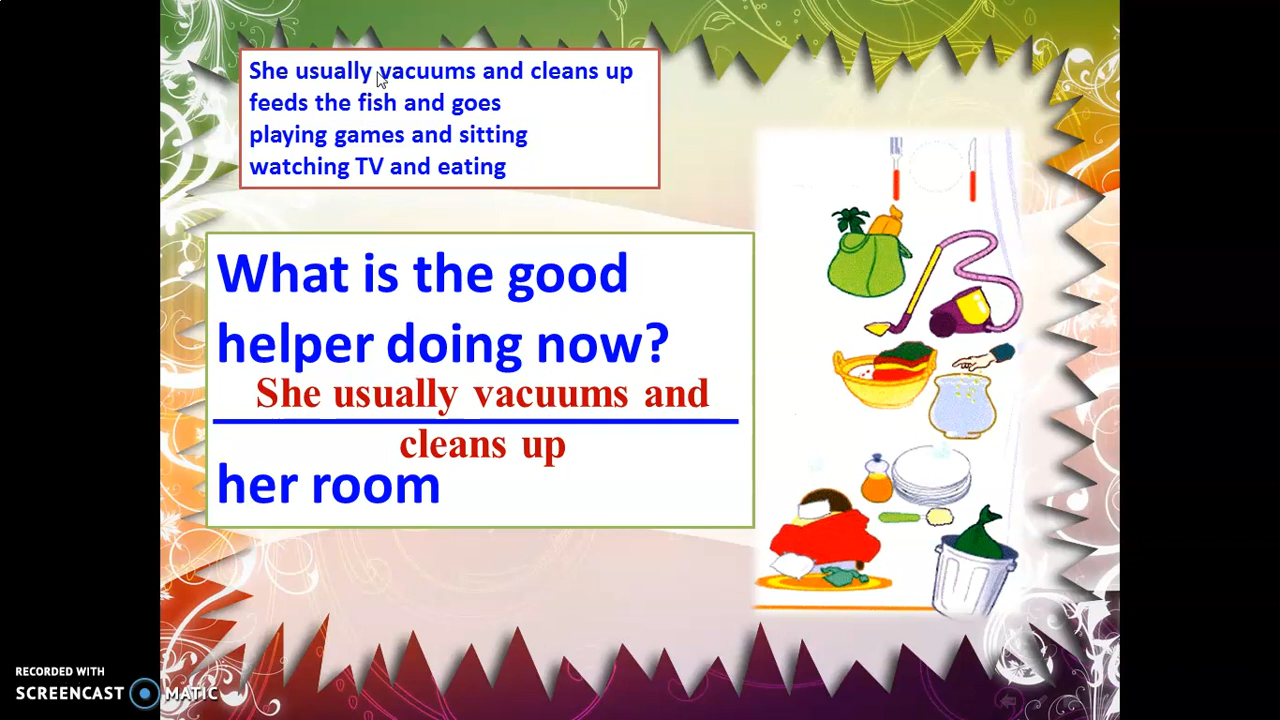 She usually vacuums and cleans up
feeds the fish and goes
playing games and sitting
watching TV and eating
What is the good
helper doing now?
She usually vacuums and
cleans up
her room
RECORDED WITH
SCREENCAST MATIC